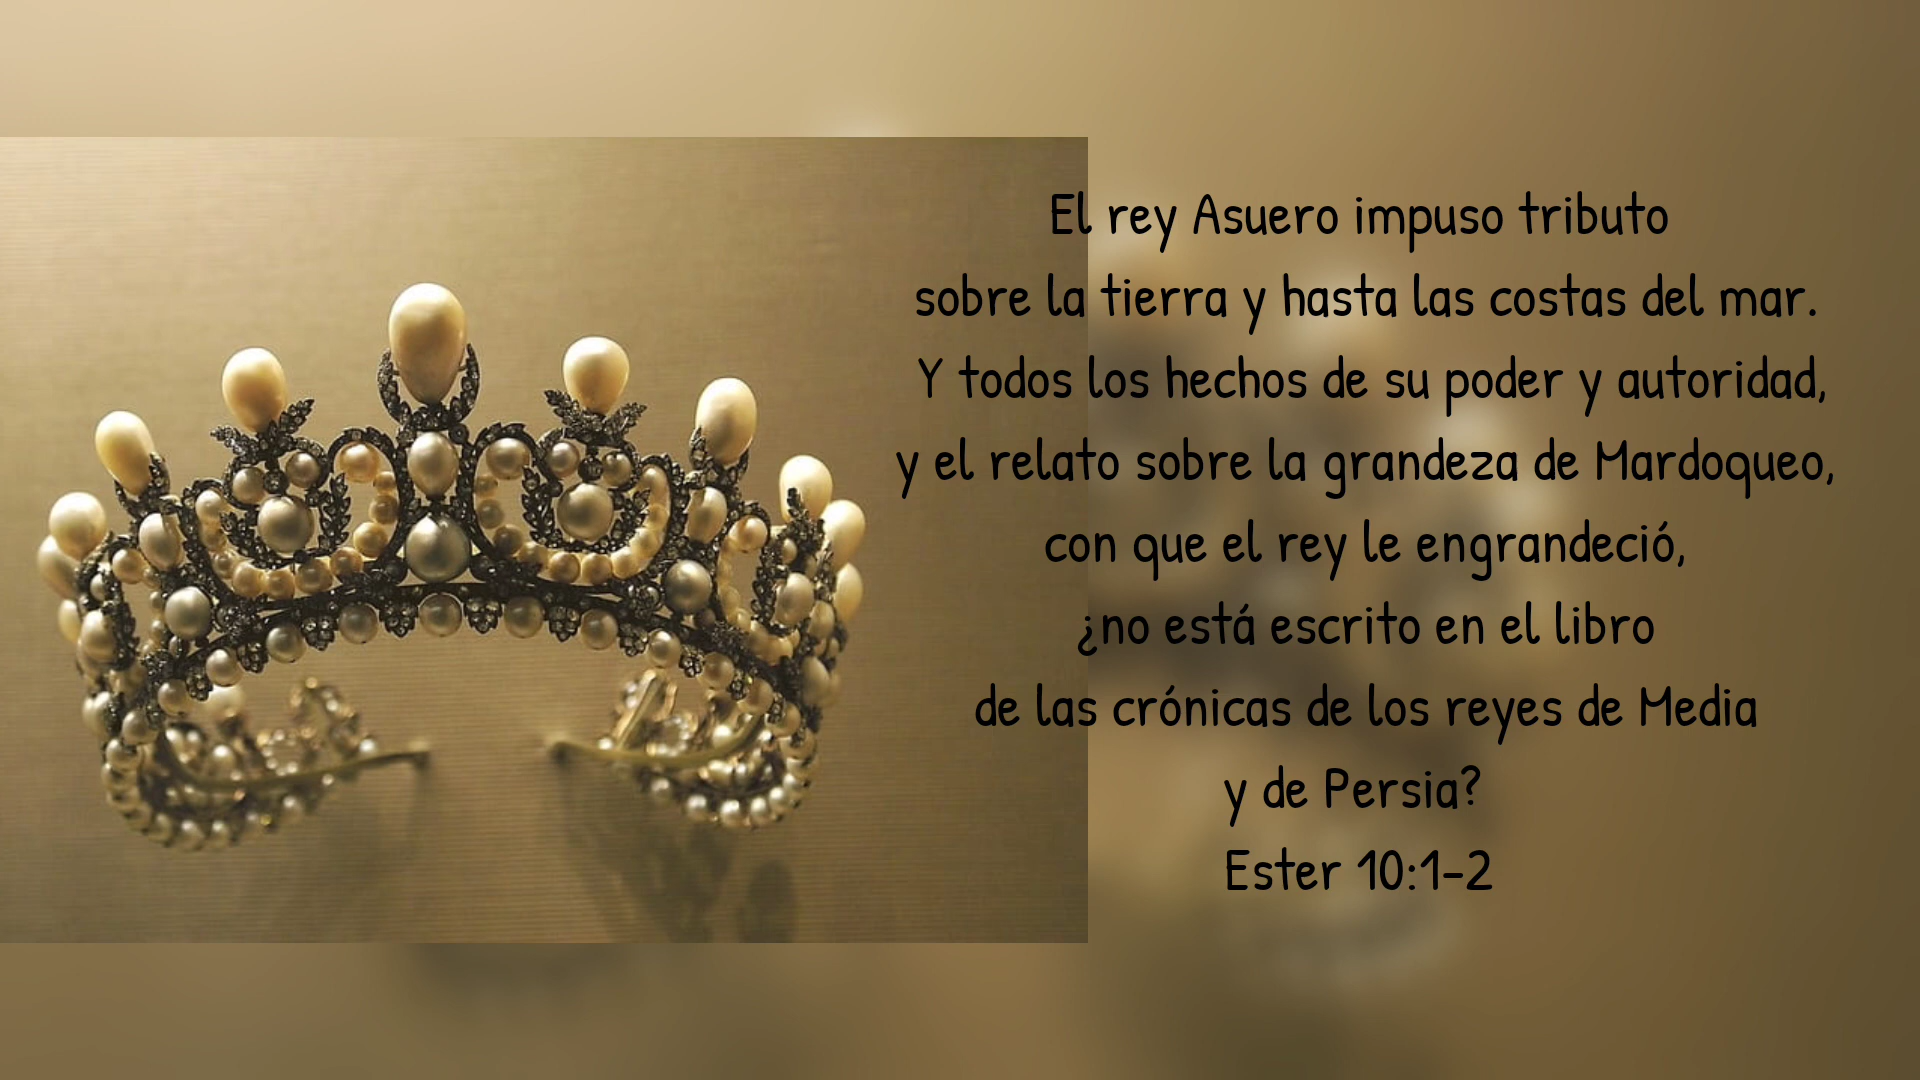 El rey Asuero impuso tributo
sobre la tierra y hasta las costas del mar.
Y todos los hechos de su poder y autoridad,
y el relato sobre la grandeza de Mardoqueo,
con que el rey le engrandeció,
¿no está escrito en el libro
de las crónicas de los reyes de Media
y de Persia?
Ester 10:1-2